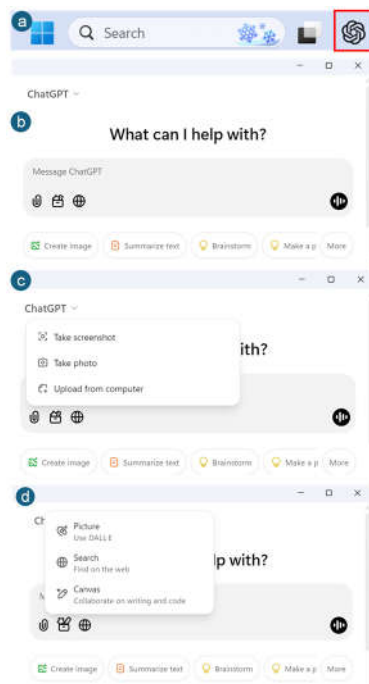 a
Search
ChatGPT
b
What can I help with?
Message ChatGPT
Create image
Summarize text
Brainstorm
Make a p
More
c
ChatGPT
Take screenshot
ith?
Take photo
Upload from computer
Create image
Summarize text
Brainstorm
Make a p
More
d
Ch
Picture
Use DALL·E
Search
Find on the web
lp with?
Canvas
Collaborate on writing and code
Create image
Summarize text
Brainstorm
Make a p
More